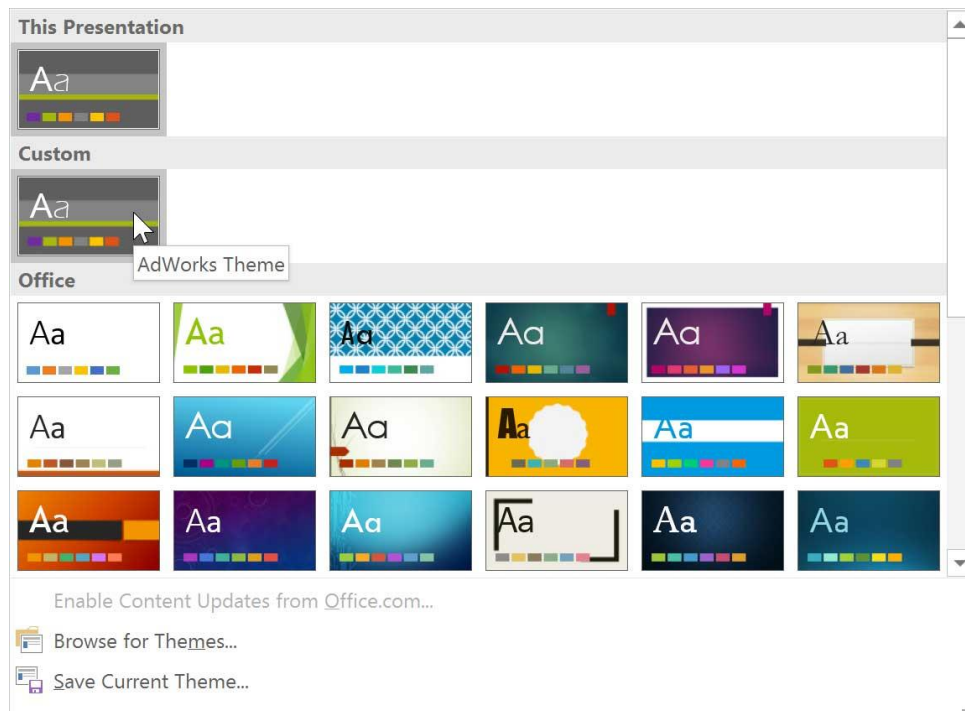 This Presentation
Aa
Custom
Aa
AdWorks Theme
Office
Aa Aa Aa Aa Aa Aa
Aa Aa Aa Aa Aa Aa
Aa Aa Aa Aa Aa Aa
Enable Content Updates from Office.com...
Browse for Themes...
Save Current Theme...